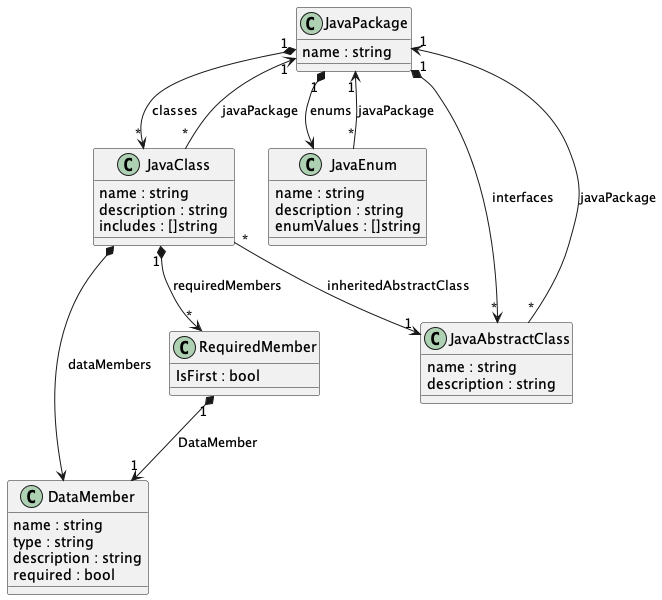 C JavaPackage
name : string
1
1
1
1
1
1
classes
javaPackage
enums
javaPackage
interfaces
javaPackage
*
*
*
C JavaClass
name : string
description : string
includes : []string
C JavaEnum
name : string
description : string
enumValues : []string
*
1
requiredMembers
inheritedAbstractClass
*
1
*
*
C RequiredMember
IsFirst : bool
C JavaAbstractClass
name : string
description : string
dataMembers
1
DataMember
1
C DataMember
name : string
type : string
description : string
required : bool